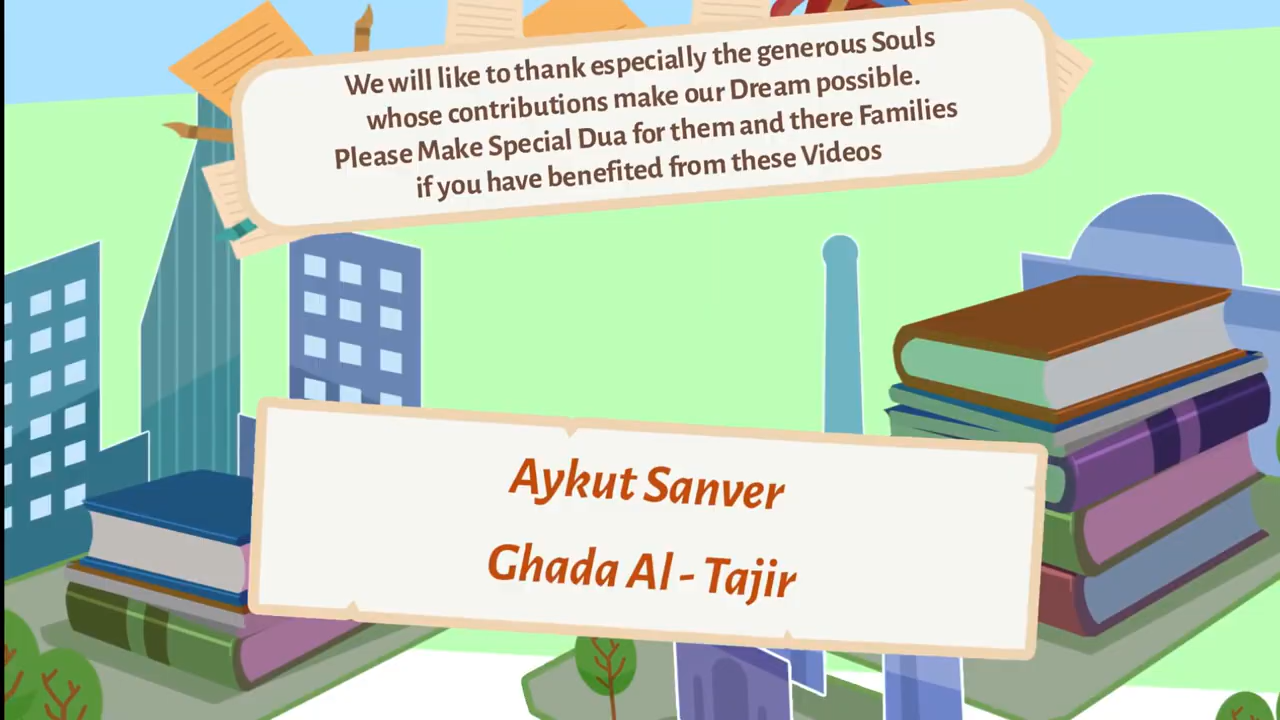 We will like to thank especially the generous Souls
whose contributions make our Dream possible.
Please Make Special Dua for them and there Families
if you have benefited from these Videos
Aykut Sanver
Ghada Al - Tajir